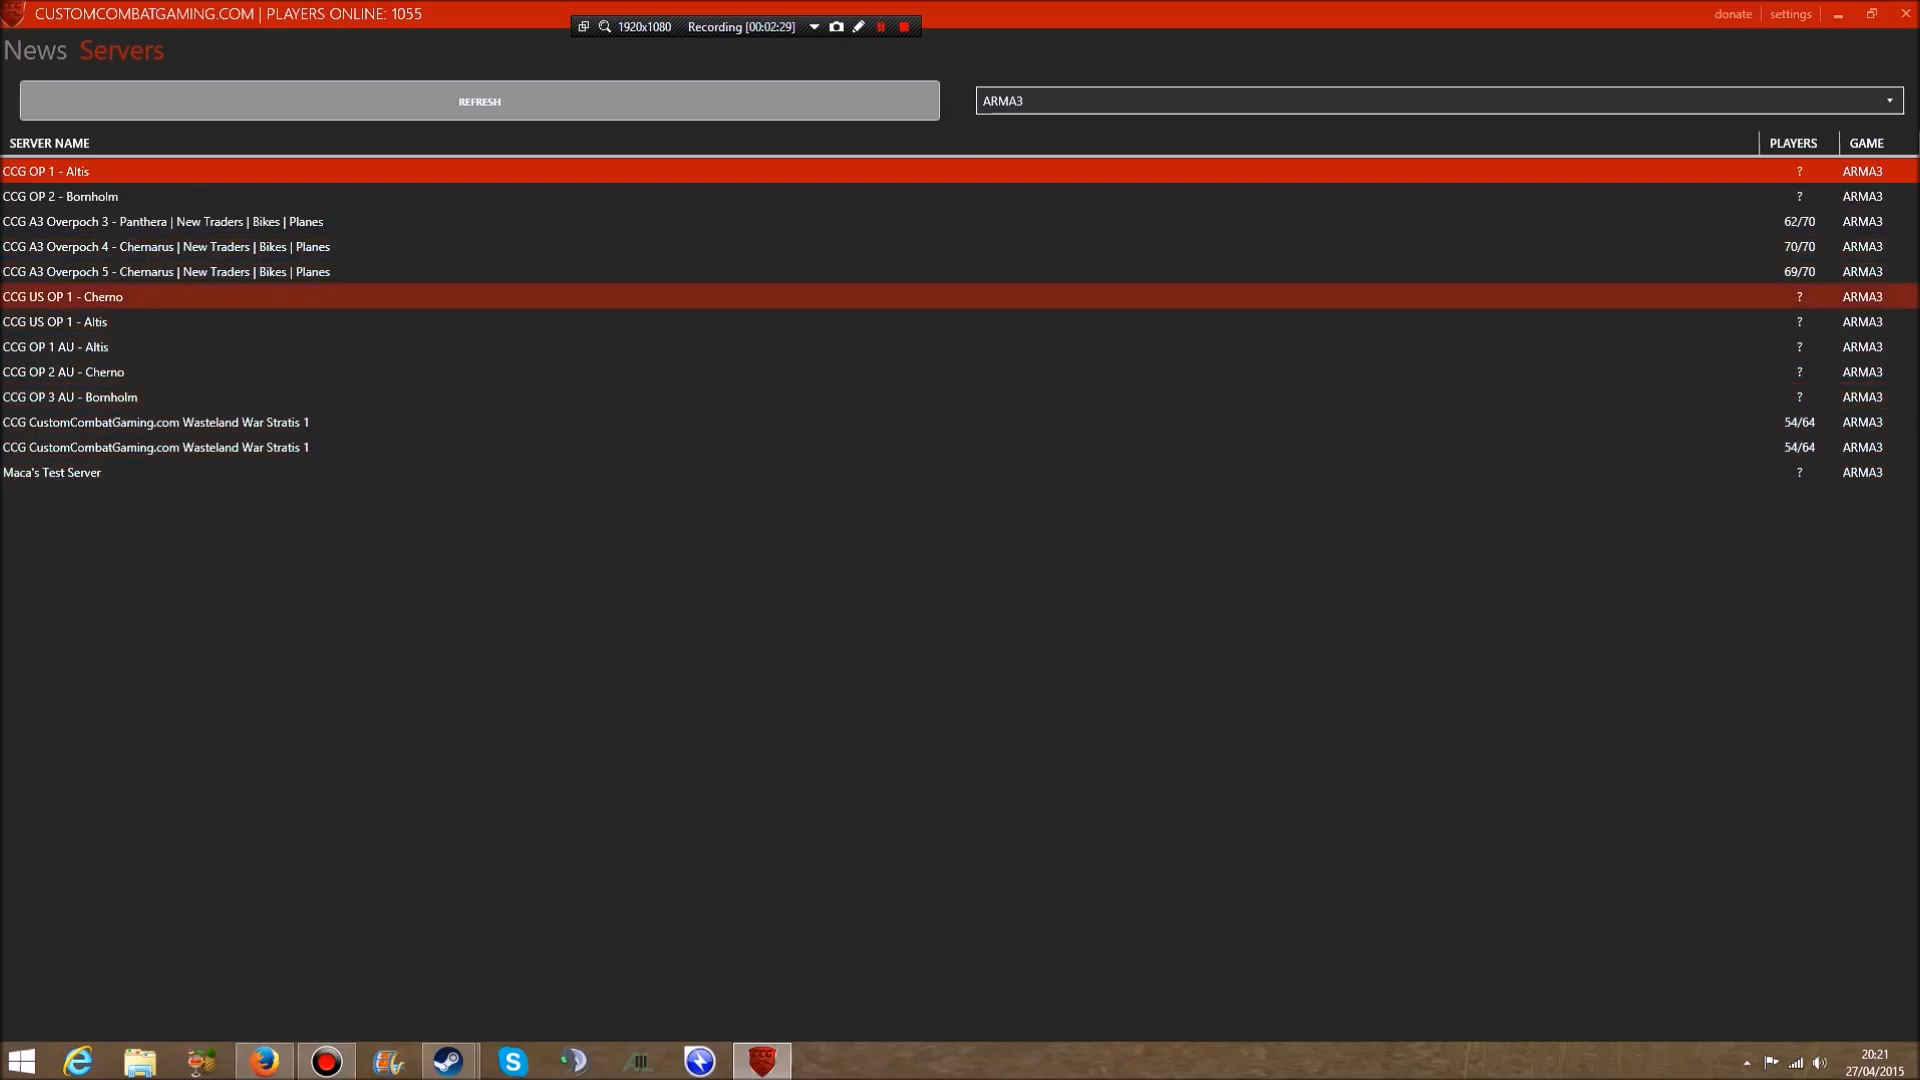 CUSTOMCOMBATGAMING.COM | PLAYERS ONLINE: 1055
1920x1080 Recording [00:02:29]
donate settings
News Servers
REFRESH
ARMA3
SERVER NAME PLAYERS GAME
CCG OP 1 - Altis ? ARMA3
CCG OP 2 - Bornholm ? ARMA3
CCG A3 Overpoch 3 - Panthera | New Traders | Bikes | Planes 62/70 ARMA3
CCG A3 Overpoch 4 - Chernarus | New Traders | Bikes | Planes 70/70 ARMA3
CCG A3 Overpoch 5 - Chernarus | New Traders | Bikes | Planes 69/70 ARMA3
CCG US OP 1 - Cherno ? ARMA3
CCG US OP 1 - Altis ? ARMA3
CCG OP 1 AU - Altis ? ARMA3
CCG OP 2 AU - Cherno ? ARMA3
CCG OP 3 AU - Bornholm ? ARMA3
CCG CustomCombatGaming.com Wasteland War Stratis 1 54/64 ARMA3
CCG CustomCombatGaming.com Wasteland War Stratis 1 54/64 ARMA3
Maca's Test Server ? ARMA3
20:21
27/04/2015